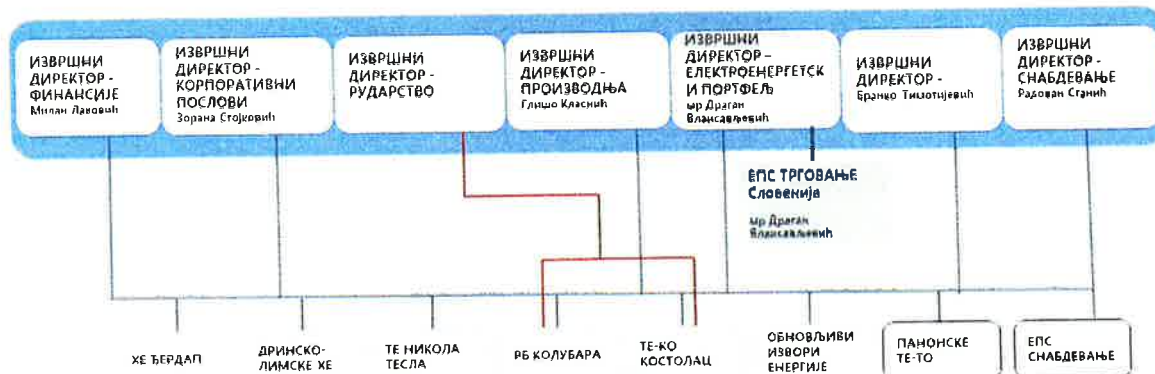 ИЗВРШНИ
ДИРЕКТОР -
ФИНАНСИЈЕ
Милан Лаковић
ИЗВРШНИ
ДИРЕКТОР -
КОРПОРАТИВНИ
ПОСЛОВИ
Зорана Стојковић
ИЗВРШНИ
ДИРЕКТОР -
РУДАРСТВО
ИЗВРШНИ
ДИРЕКТОР -
ПРОИЗВОДЊА
Глишо Класнић
ИЗВРШНИ
ДИРЕКТОР –
ЕЛЕКТРОЕНЕРГЕТСК
И ПОРТФЕЉ
мр Драган
Влаисављевић
ИЗВРШНИ
ДИРЕКТОР -
Бранко Тимотијевић
ИЗВРШНИ
ДИРЕКТОР -
СНАБДЕВАЊЕ
Радован Станић
ЕПС ТРГОВАЊЕ
Словенија
мр Драган
Влаисављевић
ХЕ ЂЕРДАП
ДРИНСКО-
ЛИМСКЕ ХЕ
ТЕ НИКОЛА
ТЕСЛА
РБ КОЛУБАРА
ТЕ-КО
КОСТОЛАЦ
ОБНОВЉИВИ
ИЗВОРИ
ЕНЕРГИЈЕ
ПАНОНСКЕ
ТЕ-ТО
ЕПС
СНАБДЕВАЊЕ